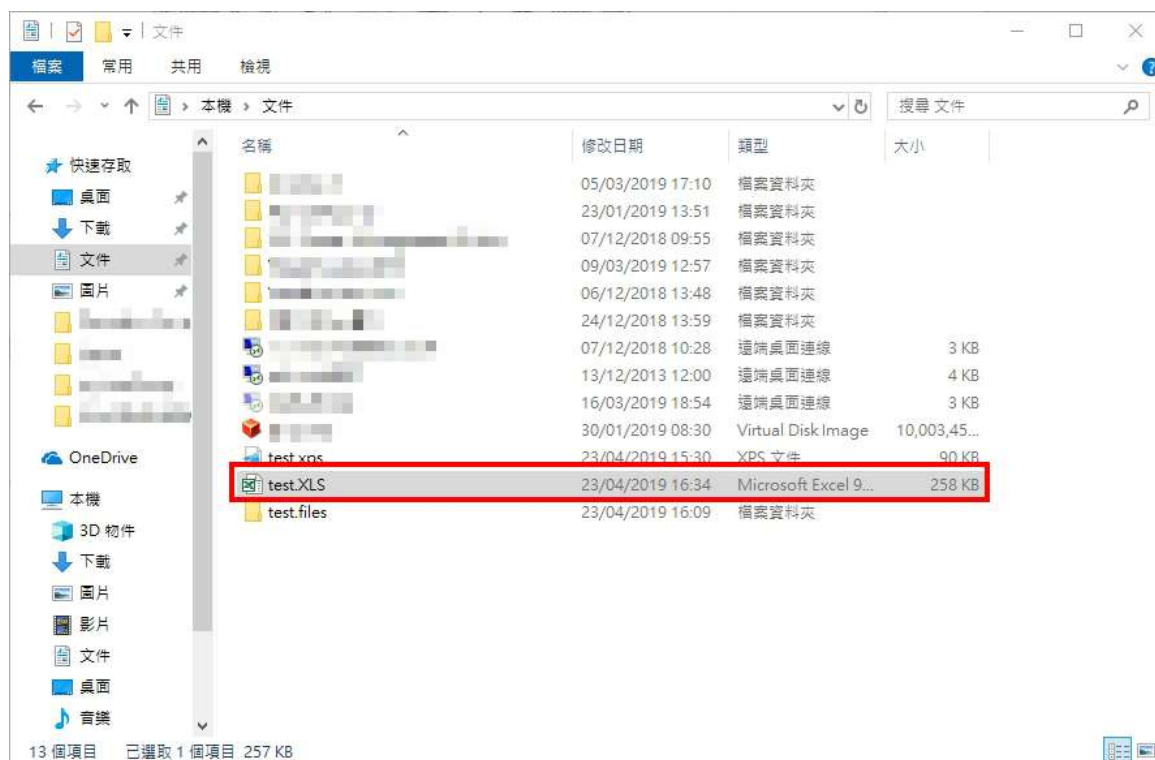 文件
檔案 常用 共用 檢視
本機 › 文件 搜尋 文件
名稱 修改日期 類型 大小
快速存取
桌面
下載
文件
圖片
OneDrive
本機
3D 物件
下載
圖片
影片
文件
桌面
音樂
05/03/2019 17:10 檔案資料夾
23/01/2019 13:51 檔案資料夾
07/12/2018 09:55 檔案資料夾
09/03/2019 12:57 檔案資料夾
06/12/2018 13:48 檔案資料夾
24/12/2018 13:59 檔案資料夾
07/12/2018 10:28 遠端桌面連線 3 KB
13/12/2013 12:00 遠端桌面連線 4 KB
16/03/2019 18:54 遠端桌面連線 3 KB
30/01/2019 08:30 Virtual Disk Image 10,003,45...
test.xps 23/04/2019 15:30 XPS 文件 90 KB
test.XLS 23/04/2019 16:34 Microsoft Excel 9... 258 KB
test.files 23/04/2019 16:09 檔案資料夾
13 個項目 已選取 1 個項目 257 KB